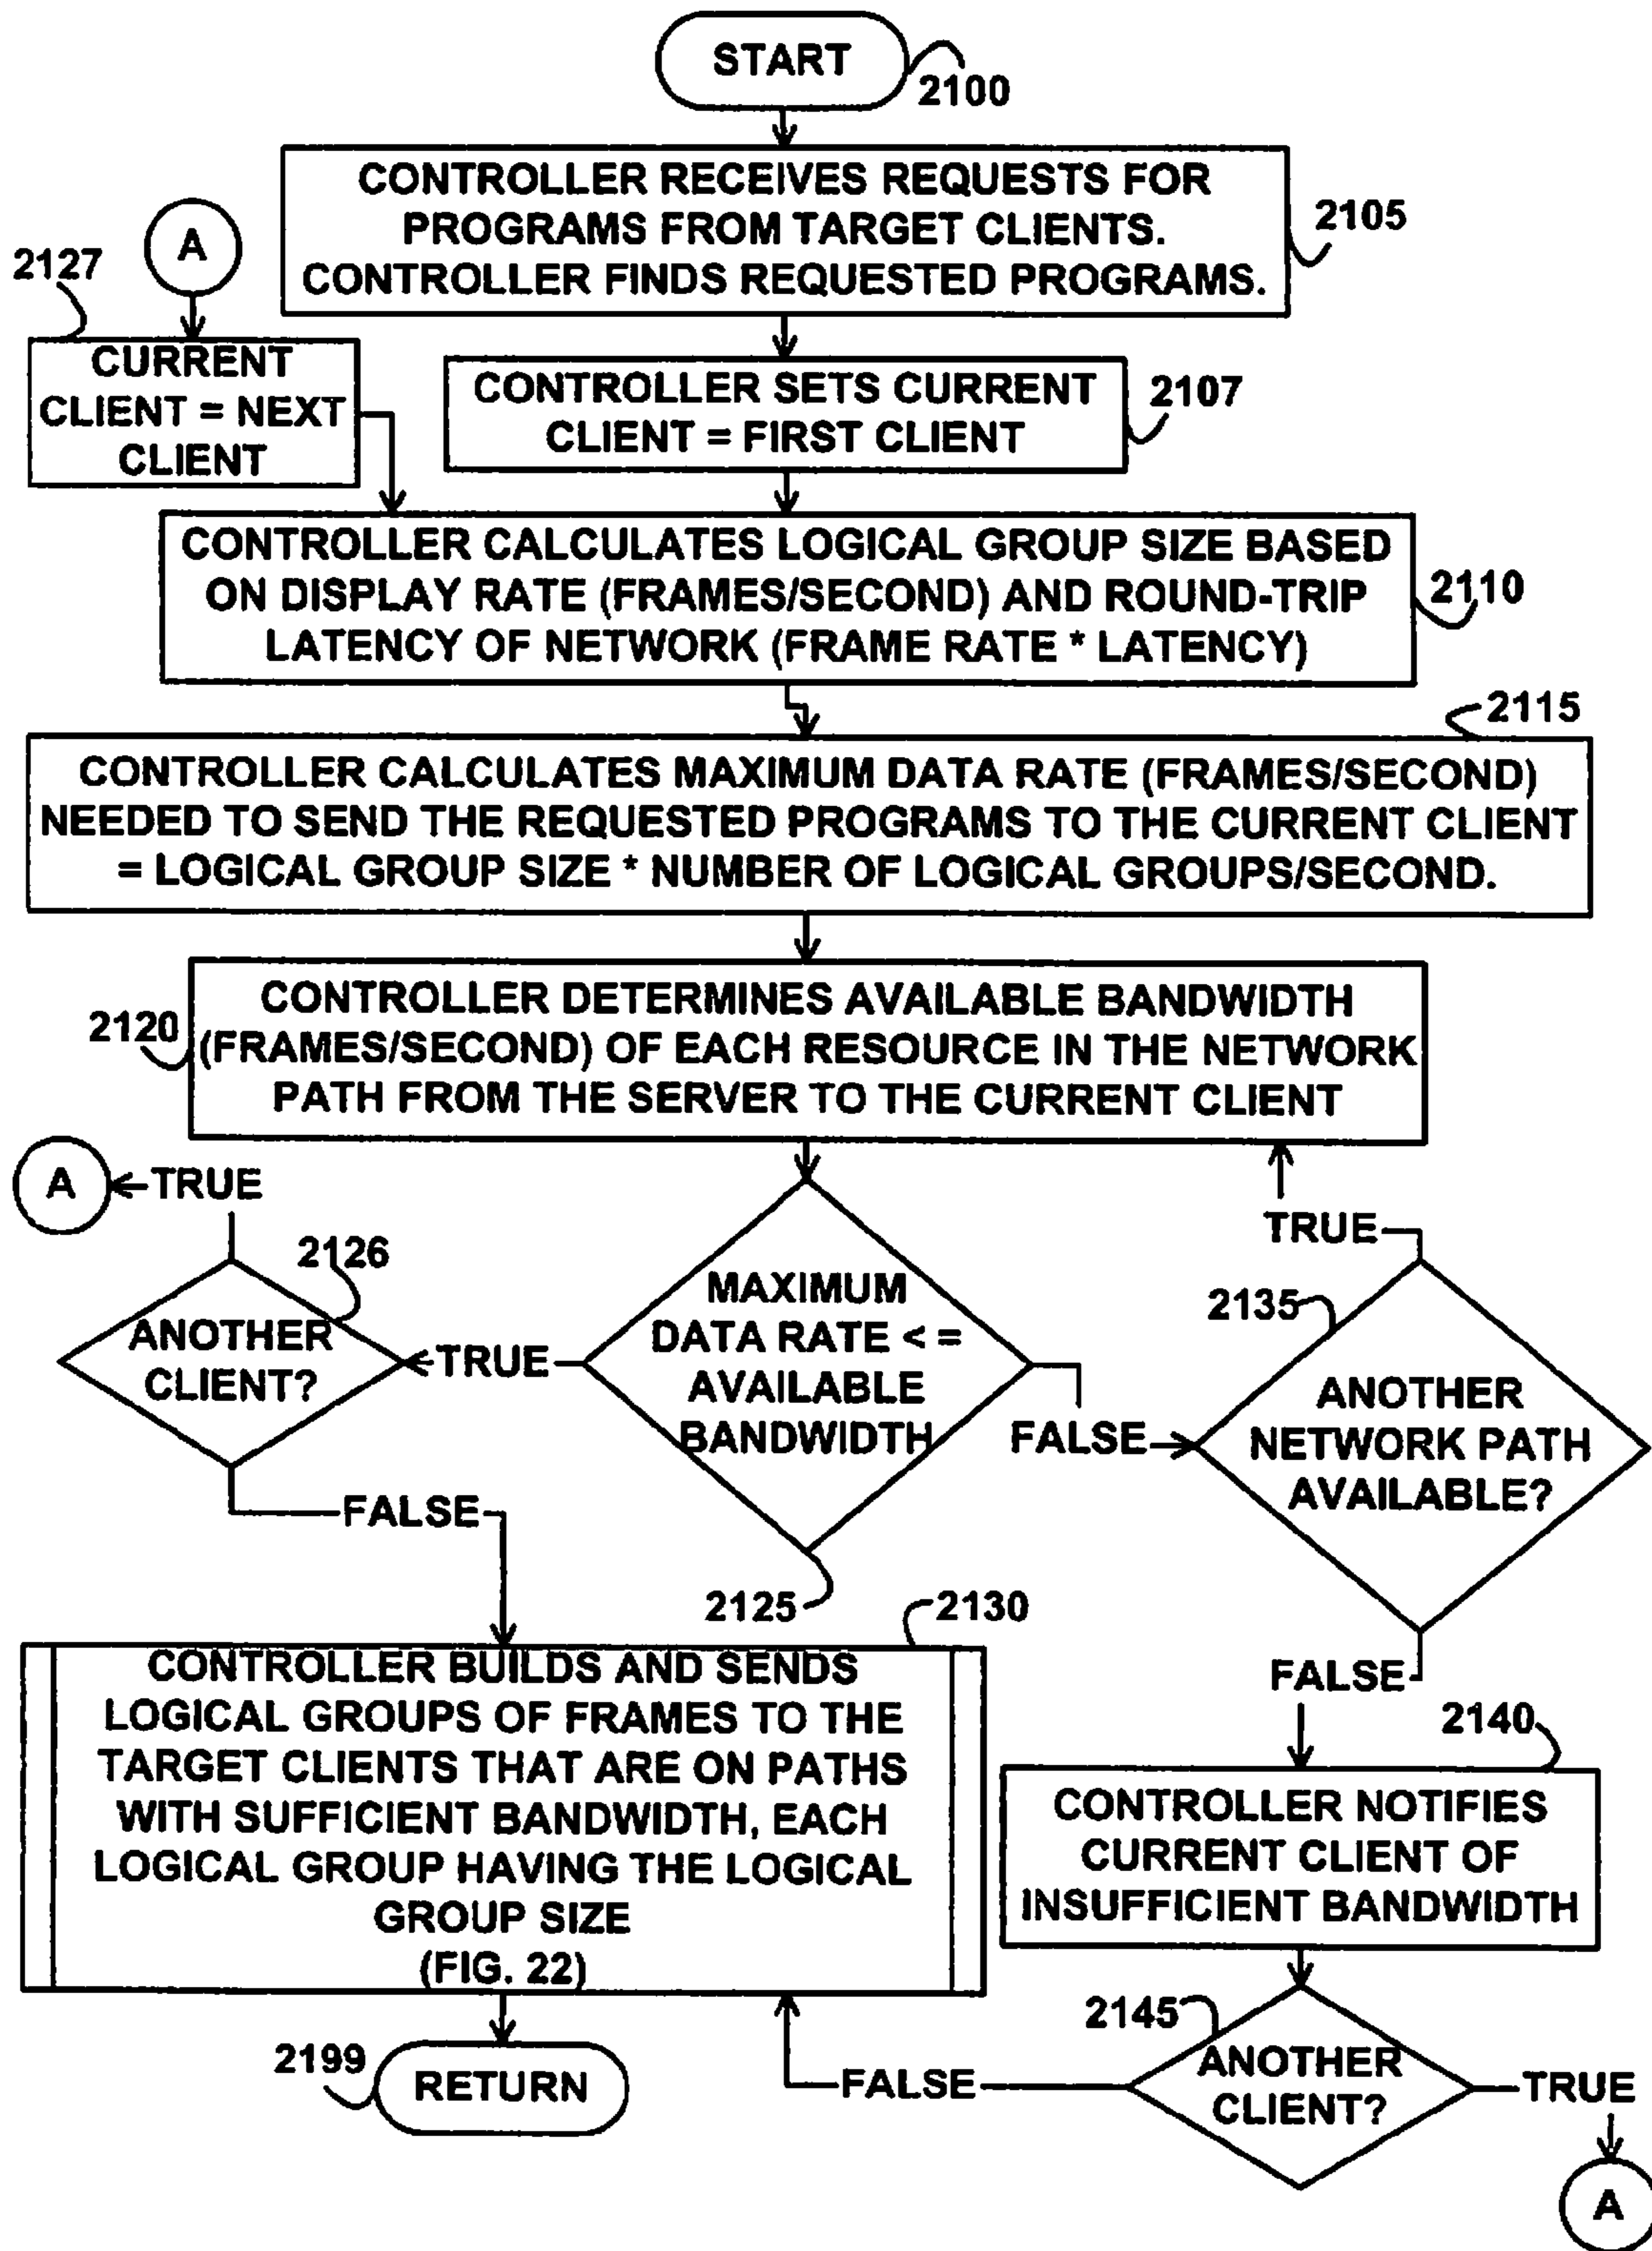 START
2100
CONTROLLER RECEIVES REQUESTS FOR
PROGRAMS FROM TARGET CLIENTS.
CONTROLLER FINDS REQUESTED PROGRAMS.
2105
A
2127
CURRENT
CLIENT = NEXT
CLIENT
CONTROLLER SETS CURRENT
CLIENT = FIRST CLIENT
2107
CONTROLLER CALCULATES LOGICAL GROUP SIZE BASED
ON DISPLAY RATE (FRAMES/SECOND) AND ROUND-TRIP
LATENCY OF NETWORK (FRAME RATE * LATENCY)
2110
2115
CONTROLLER CALCULATES MAXIMUM DATA RATE (FRAMES/SECOND)
NEEDED TO SEND THE REQUESTED PROGRAMS TO THE CURRENT CLIENT
= LOGICAL GROUP SIZE * NUMBER OF LOGICAL GROUPS/SECOND.
2120
CONTROLLER DETERMINES AVAILABLE BANDWIDTH
(FRAMES/SECOND) OF EACH RESOURCE IN THE NETWORK
PATH FROM THE SERVER TO THE CURRENT CLIENT
A
TRUE
2126
ANOTHER
CLIENT?
TRUE
MAXIMUM
DATA RATE < =
AVAILABLE
BANDWIDTH
2125
FALSE
TRUE
2135
ANOTHER
NETWORK PATH
AVAILABLE?
FALSE
FALSE
2130
CONTROLLER BUILDS AND SENDS
LOGICAL GROUPS OF FRAMES TO THE
TARGET CLIENTS THAT ARE ON PATHS
WITH SUFFICIENT BANDWIDTH, EACH
LOGICAL GROUP HAVING THE LOGICAL
GROUP SIZE
(FIG. 22)
2140
CONTROLLER NOTIFIES
CURRENT CLIENT OF
INSUFFICIENT BANDWIDTH
2145
ANOTHER
CLIENT?
FALSE
TRUE
A
2199
RETURN